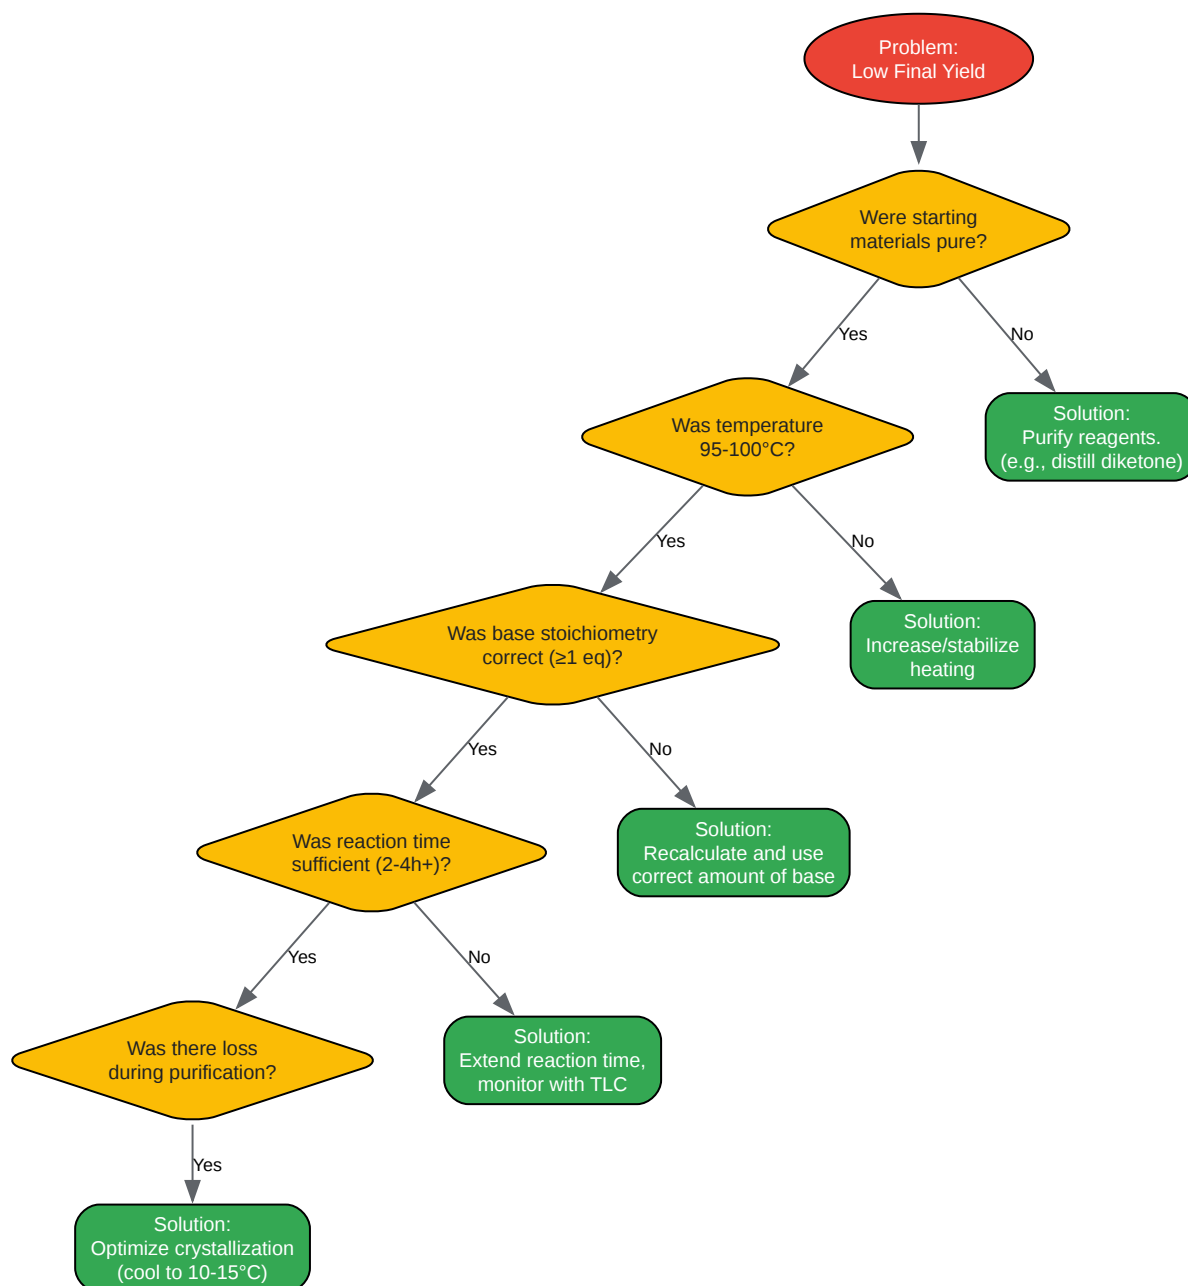 Problem:
Low Final Yield
Were starting
materials pure?
Yes
No
Was temperature
95-100°C?
Solution:
Purify reagents.
(e.g., distill diketone)
Yes
No
Was base stoichiometry
correct (≥1 eq)?
Solution:
Increase/stabilize
heating
Yes
No
Was reaction time
sufficient (2-4h+)?
Solution:
Recalculate and use
correct amount of base
Yes
No
Was there loss
during purification?
Solution:
Extend reaction time,
monitor with TLC
Yes
Solution:
Optimize crystallization
(cool to 10-15°C)